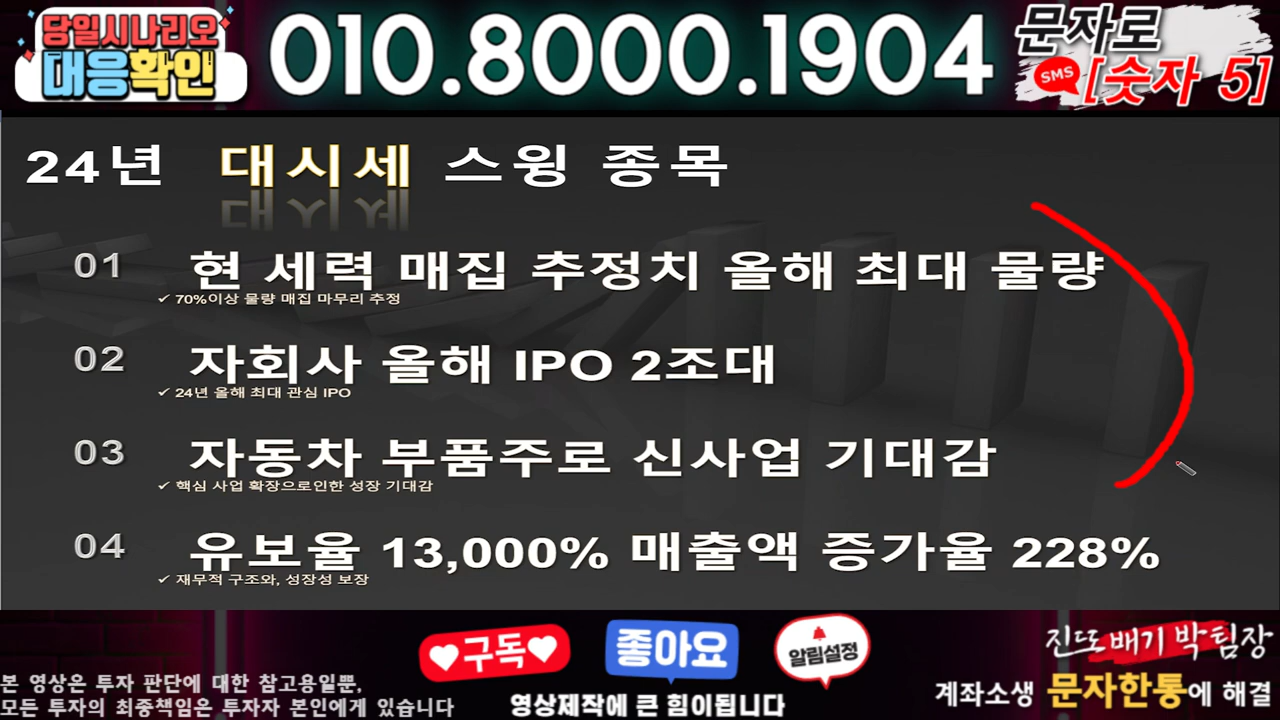 당일시나리오
대응확인
010.8000.1904
문자로
SMS [숫자 5]
24년 대시세 스윙 종목
01 현 세력 매집 추정치 올해 최대 물량
✓ 70%이상 물량 매집 마무리 추정
02 자회사 올해 IPO 2조대
✓ 24년 올해 최대 관심 IPO
03 자동차 부품주로 신사업 기대감
✓ 핵심 사업 확장으로인한 성장 기대감
04 유보율 13,000% 매출액 증가율 228%
✓ 재무적 구조와, 성장성 보장
구독
좋아요
알림설정
영상제작에 큰 힘이됩니다
본 영상은 투자 판단에 대한 참고용일뿐,
모든 투자의 최종책임은 투자자 본인에게 있습니다
진또배기 박팀장
계좌소생 문자한통에 해결